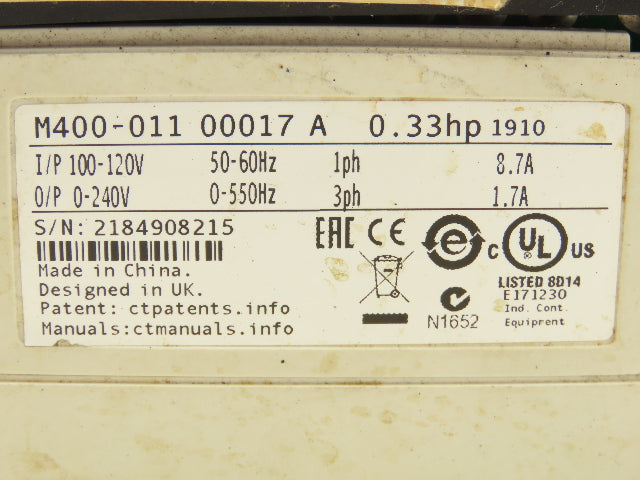 M400-011 00017 A 0.33hp 1910
I/P 100-120V 50-60Hz 1ph 8.7A
O/P 0-240V 0-550Hz 3ph 1.7A
S/N: 2184908215
Made in China.
Designed in UK.
Patent: ctpatents.info
Manuals:ctmanuals.info
EAC CE
e
C UL US
®
LISTED 8D14
E171230
Ind. Cont.
Equiprent
N1652